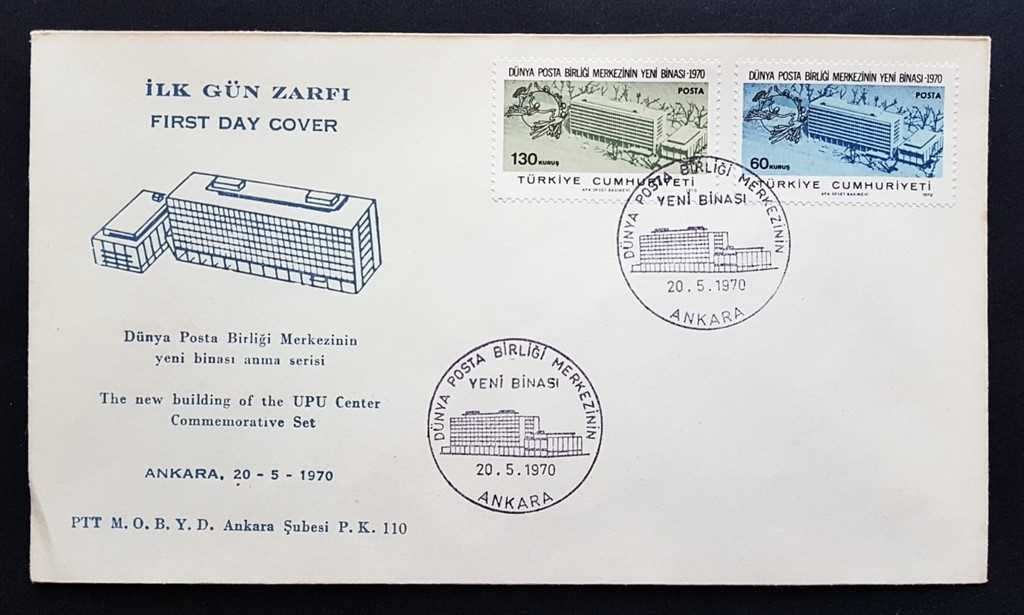 İLK GÜN ZARFI
FIRST DAY COVER
Dünya Posta Birliği Merkezinin
yeni binası anma serisi
The new building of the UPU Center
Commemorative Set
ANKARA, 20 - 5 - 1970
PTT M. O. B. Y. D. Ankara Şubesi P. K. 110
DÜNYA POSTA BİRLİĞİ MERKEZİNİN YENİ BİNASI-1970
POSTA
130 KURUŞ
TÜRKİYE CUMHURİYETİ
1970
DÜNYA POSTA BİRLİĞİ MERKEZİNİN YENİ BİNASI-1970
POSTA
60 KURUŞ
TÜRKİYE CUMHURİYETİ
1970
DÜNYA POSTA BİRLİĞİ MERKEZİNİN
YENİ BİNASI
20.5.1970
ANKARA
DÜNYA POSTA BİRLİĞİ MERKEZİNİN
YENİ BİNASI
20.5.1970
ANKARA